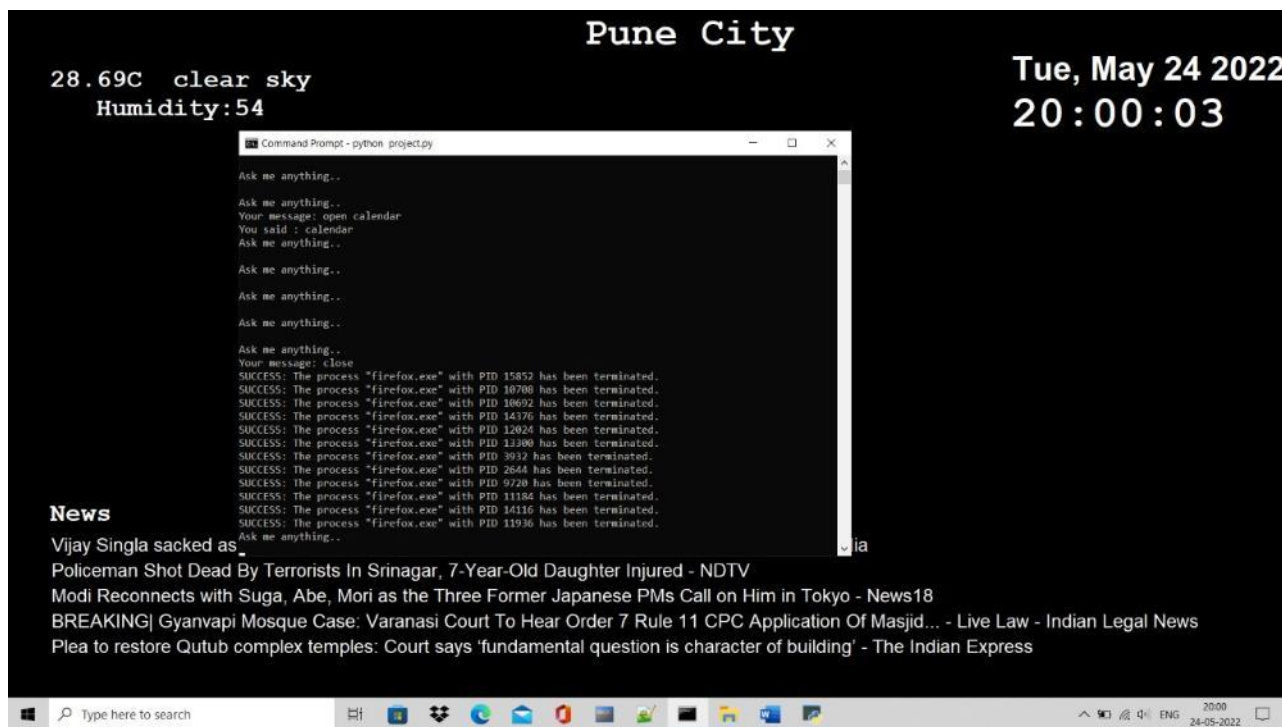 Pune City
28.69C clear sky
Humidity:54
Tue, May 24 2022
20:00:03
Command Prompt - python project.py
Ask me anything..
Ask me anything..
Your message: open calendar
You said : calendar
Ask me anything..
Ask me anything..
Ask me anything..
Ask me anything..
Ask me anything..
Your message: close
SUCCESS: The process "firefox.exe" with PID 15852 has been terminated.
SUCCESS: The process "firefox.exe" with PID 10708 has been terminated.
SUCCESS: The process "firefox.exe" with PID 10692 has been terminated.
SUCCESS: The process "firefox.exe" with PID 14376 has been terminated.
SUCCESS: The process "firefox.exe" with PID 12024 has been terminated.
SUCCESS: The process "firefox.exe" with PID 13300 has been terminated.
SUCCESS: The process "firefox.exe" with PID 3932 has been terminated.
SUCCESS: The process "firefox.exe" with PID 2644 has been terminated.
SUCCESS: The process "firefox.exe" with PID 9720 has been terminated.
SUCCESS: The process "firefox.exe" with PID 11184 has been terminated.
SUCCESS: The process "firefox.exe" with PID 14116 has been terminated.
SUCCESS: The process "firefox.exe" with PID 11936 has been terminated.
Ask me anything..
News
Vijay Singla sacked as ia
Policeman Shot Dead By Terrorists In Srinagar, 7-Year-Old Daughter Injured - NDTV
Modi Reconnects with Suga, Abe, Mori as the Three Former Japanese PMs Call on Him in Tokyo - News18
BREAKING| Gyanvapi Mosque Case: Varanasi Court To Hear Order 7 Rule 11 CPC Application Of Masjid... - Live Law - Indian Legal News
Plea to restore Qutub complex temples: Court says ‘fundamental question is character of building’ - The Indian Express
Type here to search
ENG
20:00
24-05-2022